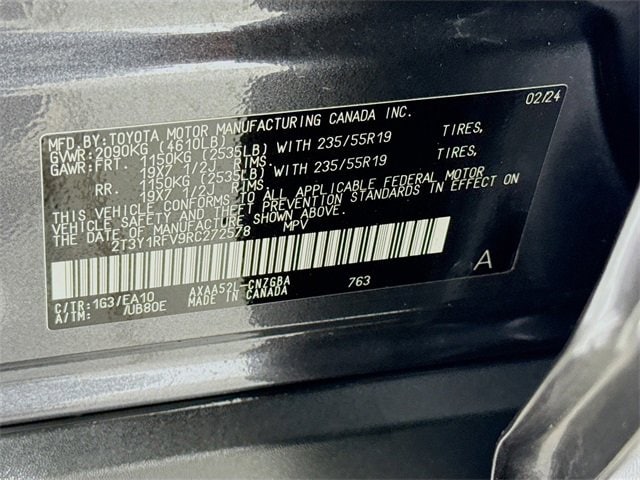 MFD.BY:TOYOTA MOTOR MANUFACTURING CANADA INC. 02/24
GVWR:2090KG (4610LB)
GAWR:FRT 1150KG (2535LB) WITH 235/55R19 TIRES,
19X7 1/2J RIMS.
RR. 1150KG (2535LB) WITH 235/55R19 TIRES,
19X7 1/2J RIMS.
THIS VEHICLE CONFORMS TO ALL APPLICABLE FEDERAL MOTOR
VEHICLE SAFETY AND THEFT PREVENTION STANDARDS IN EFFECT ON
THE DATE OF MANUFACTURE SHOWN ABOVE.
2T3Y1RFV9RC272578 MPV
A
C/TR:1G3/EA10 AXAA52L-CNZGBA 763
A/TM: /UB80E MADE IN CANADA